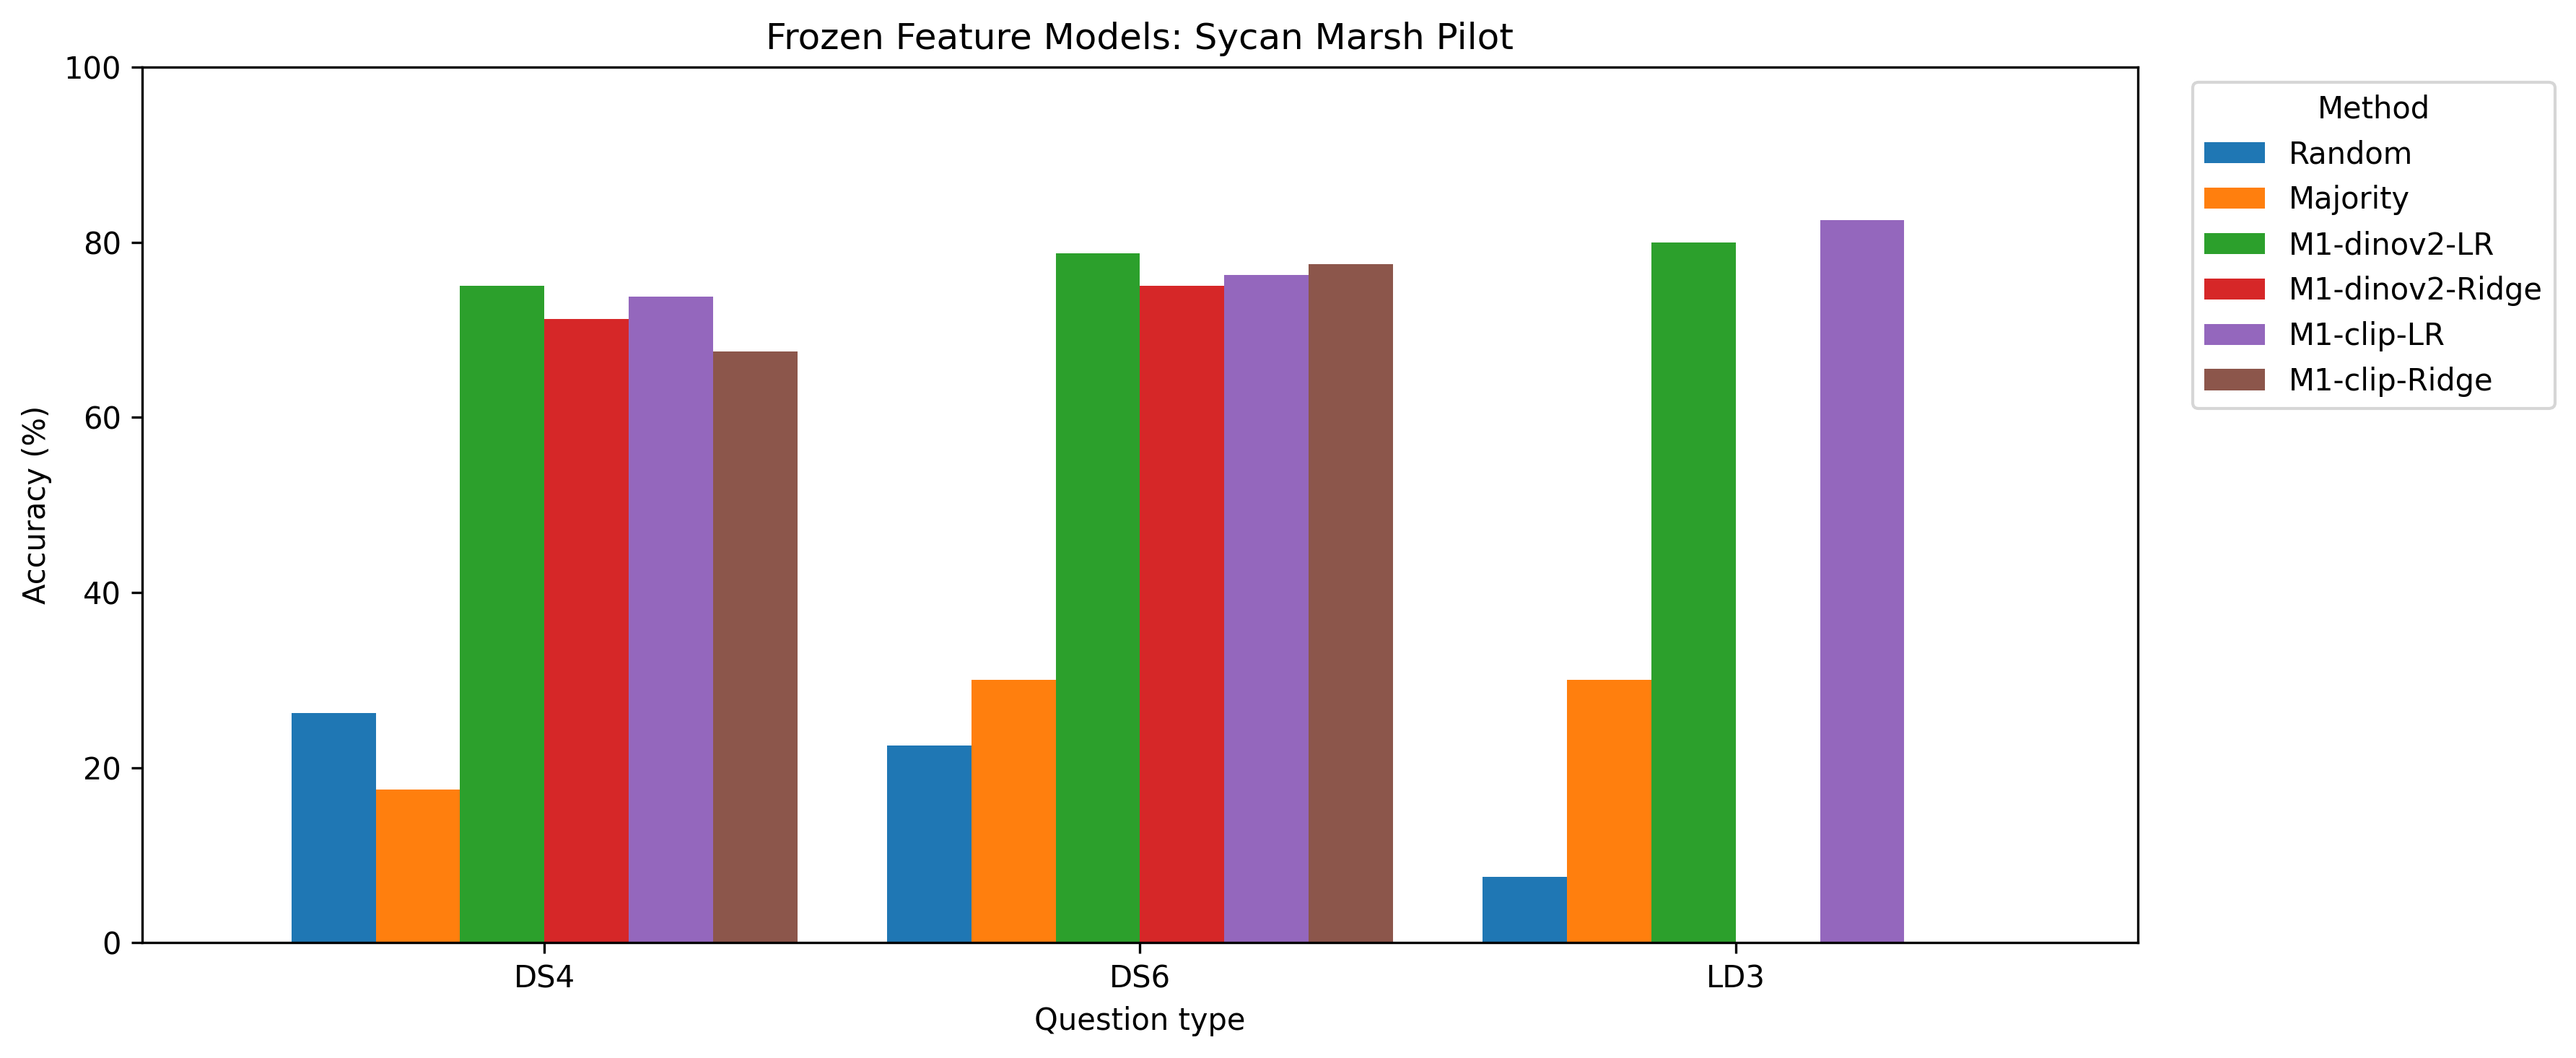 Frozen Feature Models: Sycan Marsh Pilot
100
80
60
40
20
0
Accuracy (%)
DS4
DS6
LD3
Question type
Method
Random
Majority
M1-dinov2-LR
M1-dinov2-Ridge
M1-clip-LR
M1-clip-Ridge